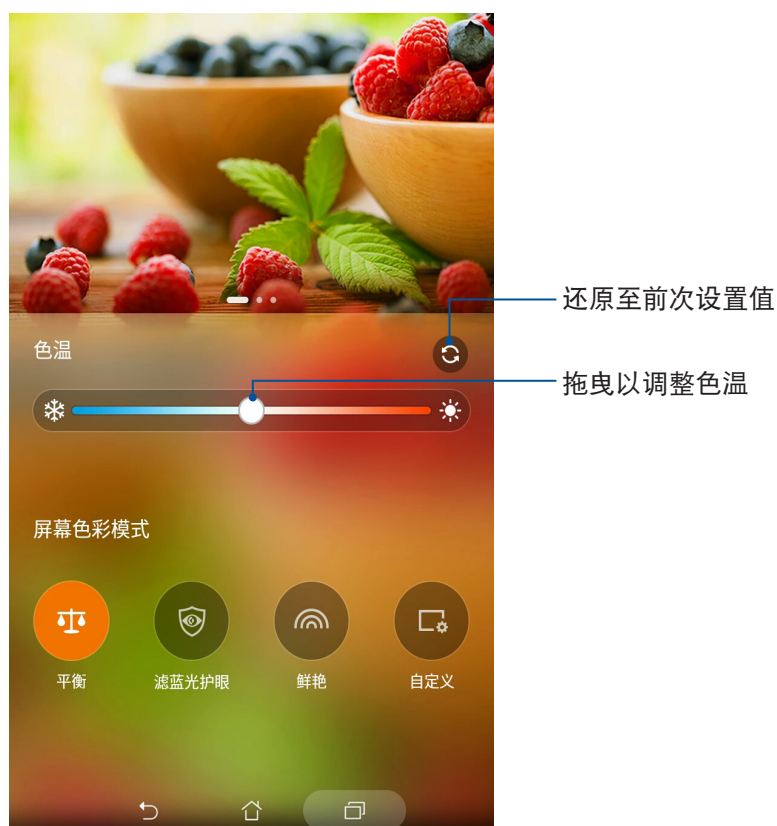 还原至前次设置值
色温
拖曳以调整色温
屏幕色彩模式
平衡
滤蓝光护眼
鲜艳
自定义